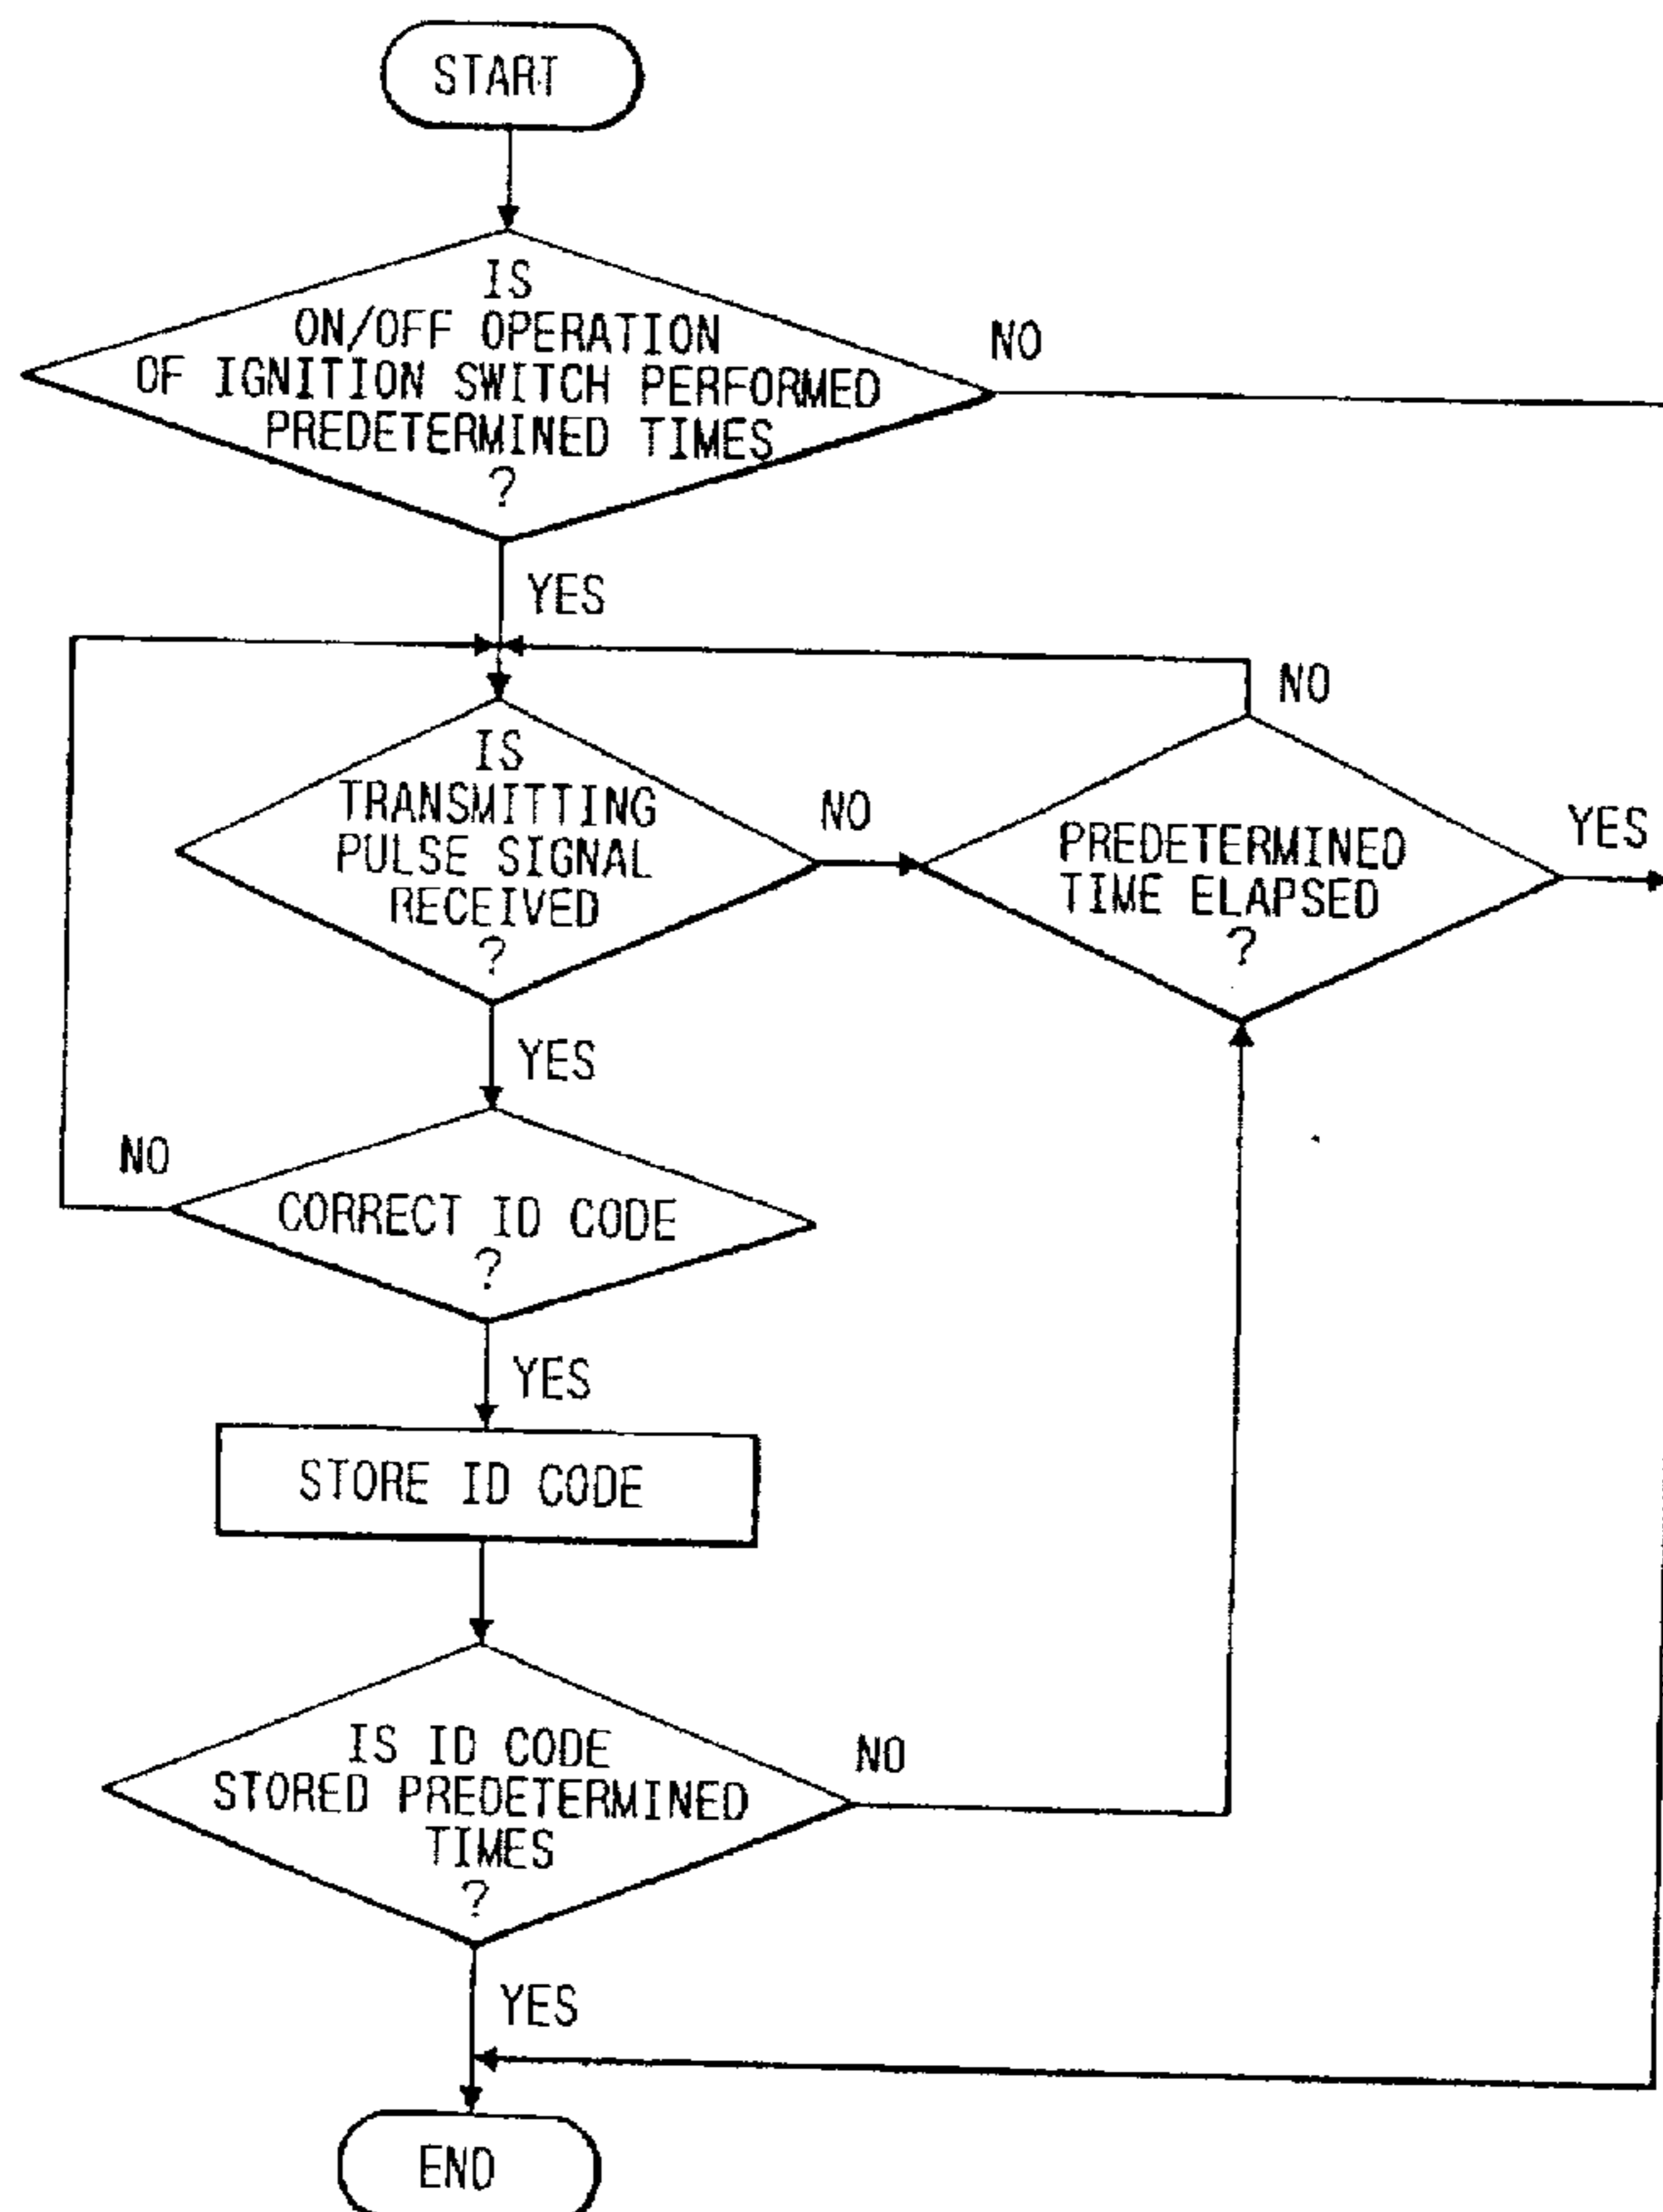 START
IS
ON/OFF OPERATION
OF IGNITION SWITCH PERFORMED
PREDETERMINED TIMES
?
NO
YES
NO
IS
TRANSMITTING
PULSE SIGNAL
RECEIVED
?
NO
PREDETERMINED
TIME ELAPSED
?
YES
YES
NO
CORRECT ID CODE
?
YES
STORE ID CODE
IS ID CODE
STORED PREDETERMINED
TIMES
?
NO
YES
END